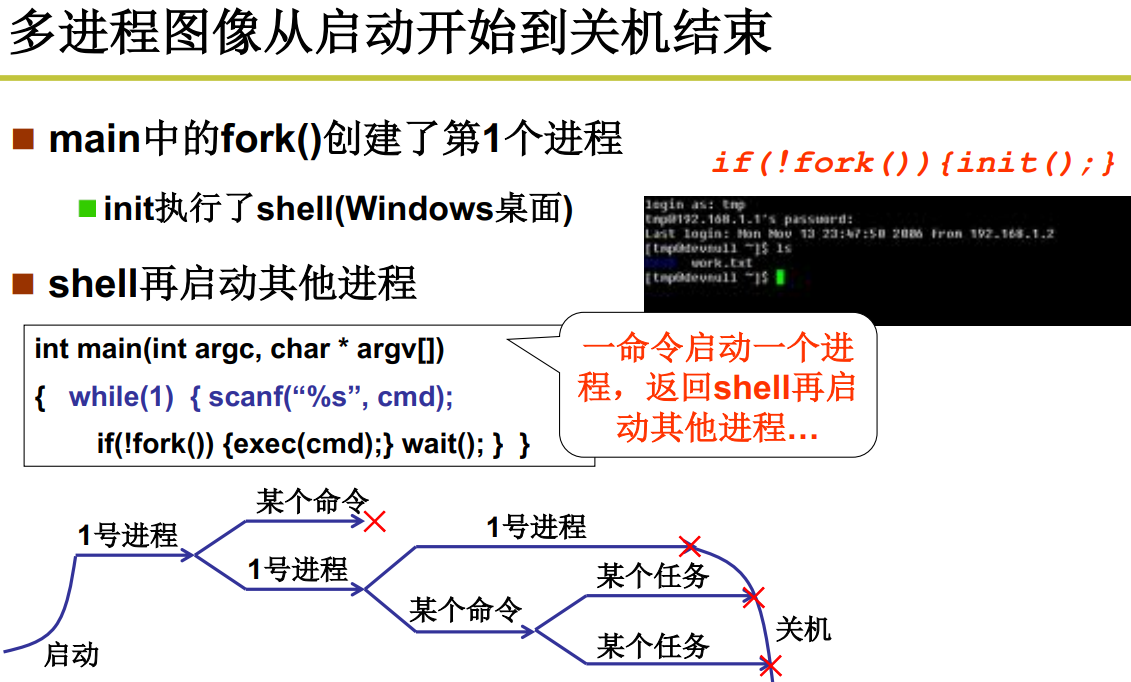 多进程图像从启动开始到关机结束
main中的fork()创建了第1个进程
if(!fork()){init();}
init执行了shell(Windows桌面)
login as: tmp
tmp@192.168.1.1's password:
Last login: Mon Nov 13 23:47:50 2006 from 192.168.1.2
[tmp@devnull ~]$ ls
work.txt
[tmp@devnull ~]$
shell再启动其他进程
int main(int argc, char * argv[])
{ while(1) { scanf(“%s”, cmd);
if(!fork()) {exec(cmd);} wait(); } }
一命令启动一个进
程，返回shell再启
动其他进程…
某个命令
1号进程
1号进程
1号进程
某个任务
某个命令
关机
某个任务
启动